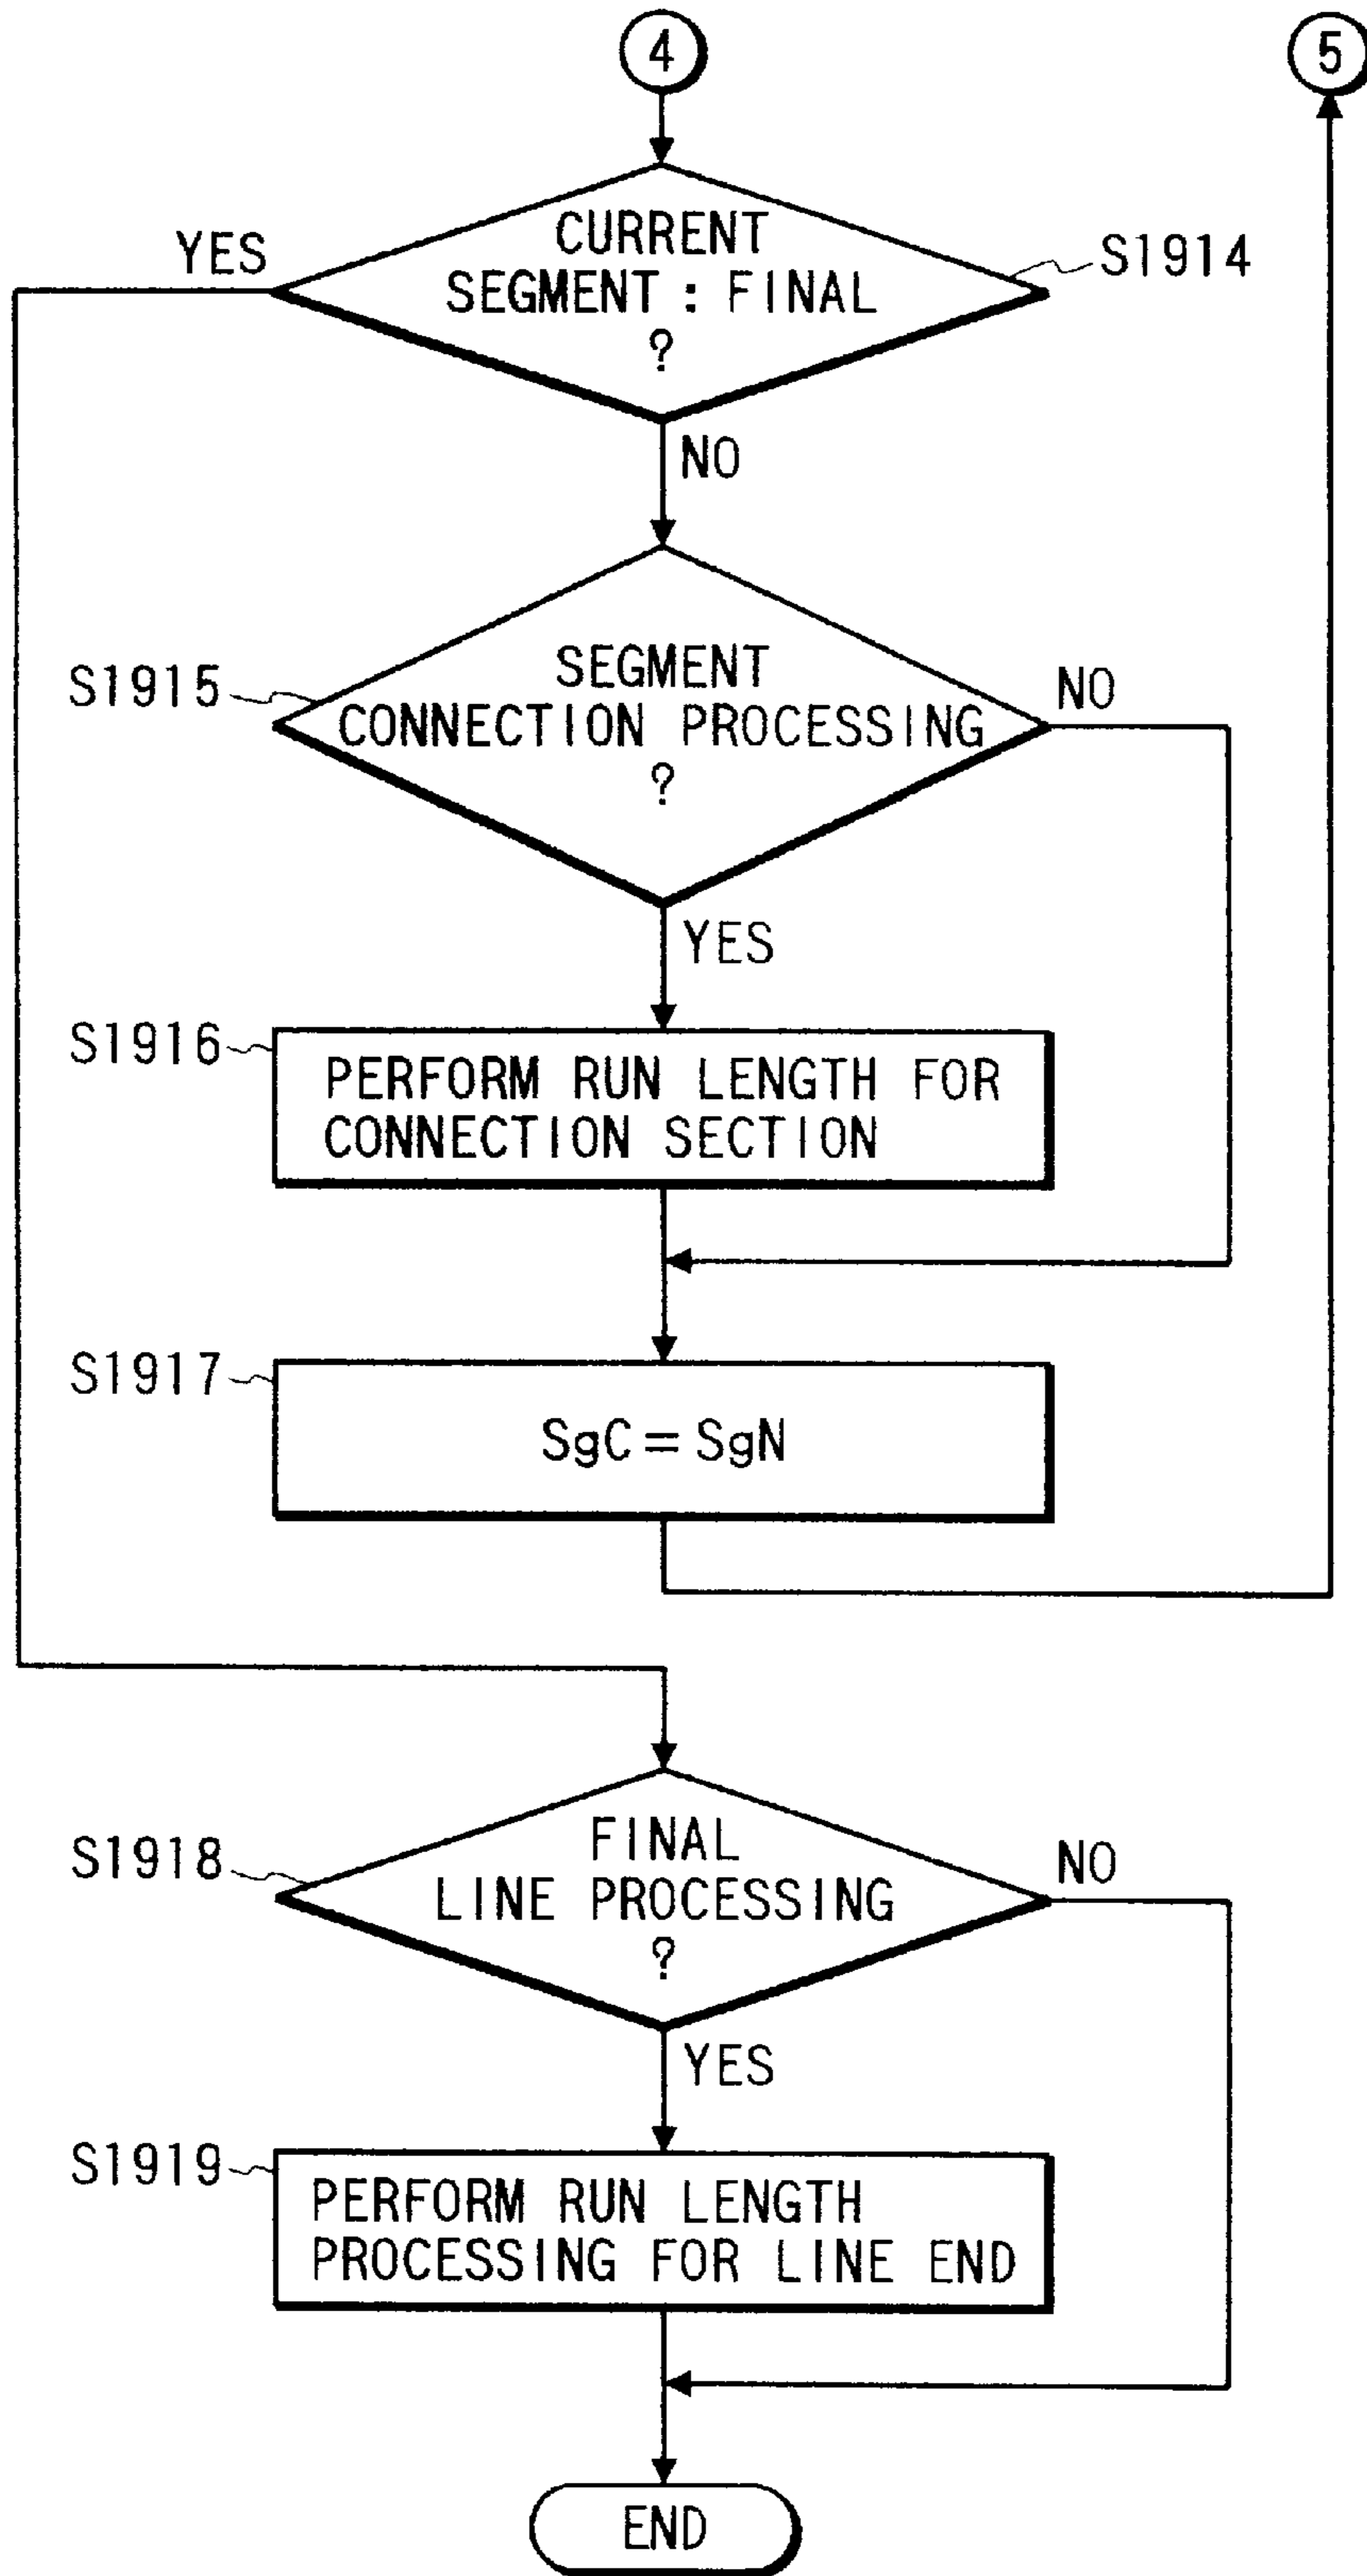 4
5
CURRENT
SEGMENT : FINAL
?
YES
S1914
NO
S1915
SEGMENT
CONNECTION PROCESSING
?
NO
YES
S1916
PERFORM RUN LENGTH FOR
CONNECTION SECTION
S1917
SgC = SgN
S1918
FINAL
LINE PROCESSING
?
NO
YES
S1919
PERFORM RUN LENGTH
PROCESSING FOR LINE END
END